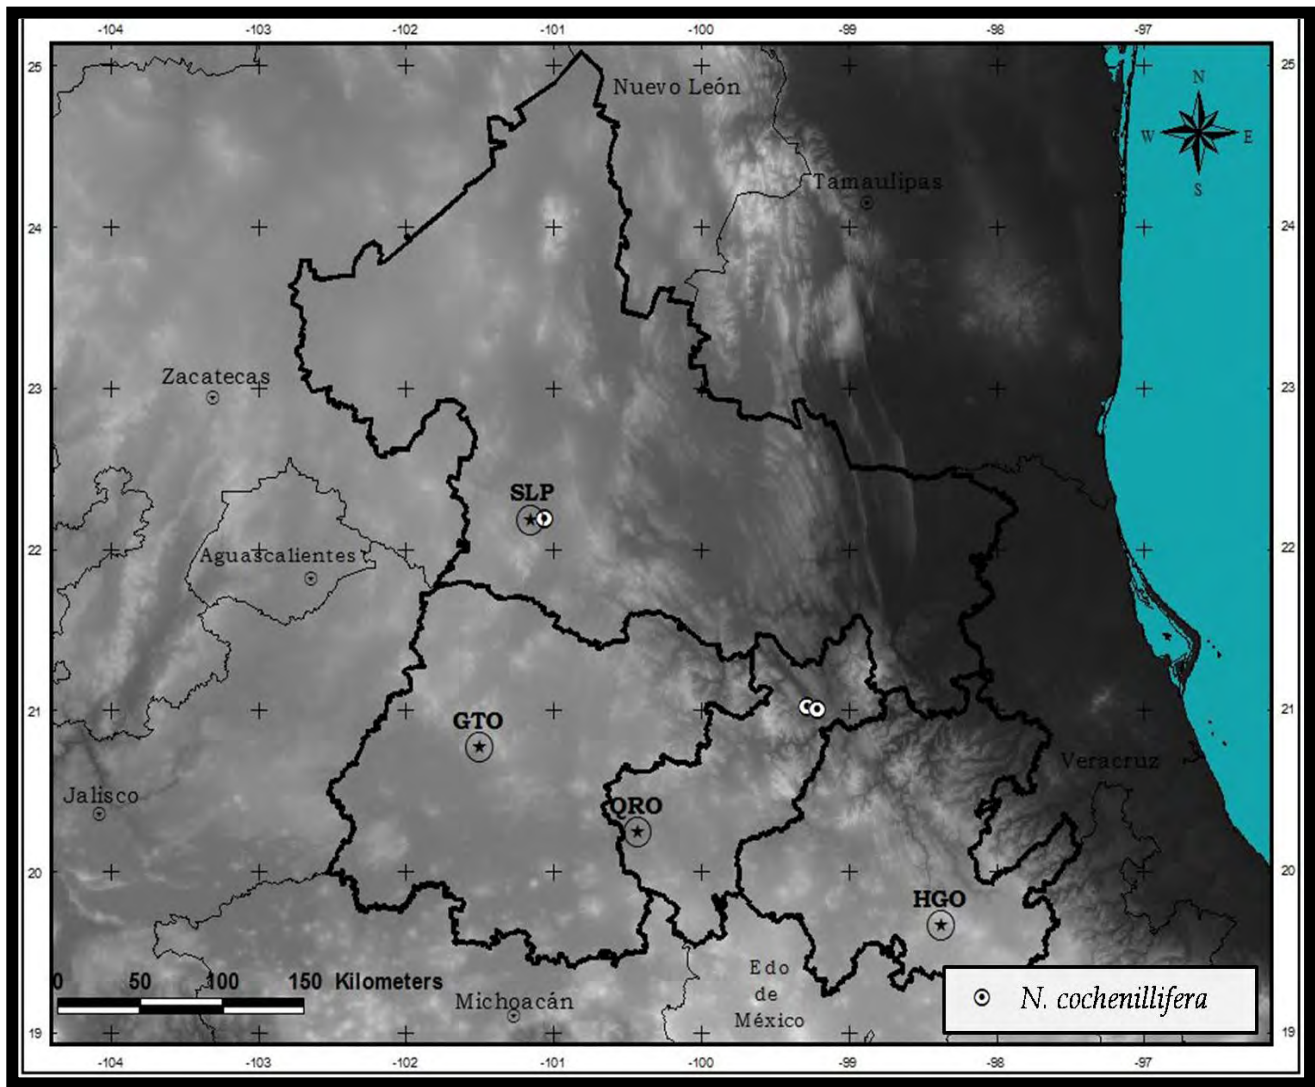 -104 -103 -102 -101 -100 -99 -98 -97
25 25
Nuevo León
N
W E
S
Tamaulipas
24 24
Zacatecas
23 23
SLP
22 22
Aguascalientes
21 21
GTO
Veracruz
Jalisco
QRO
20 20
HGO
0 50 100 150 Kilometers
Edo
de
México
Michoacán
N. cochenillifera
19 19
-104 -103 -102 -101 -100 -99 -98 -97